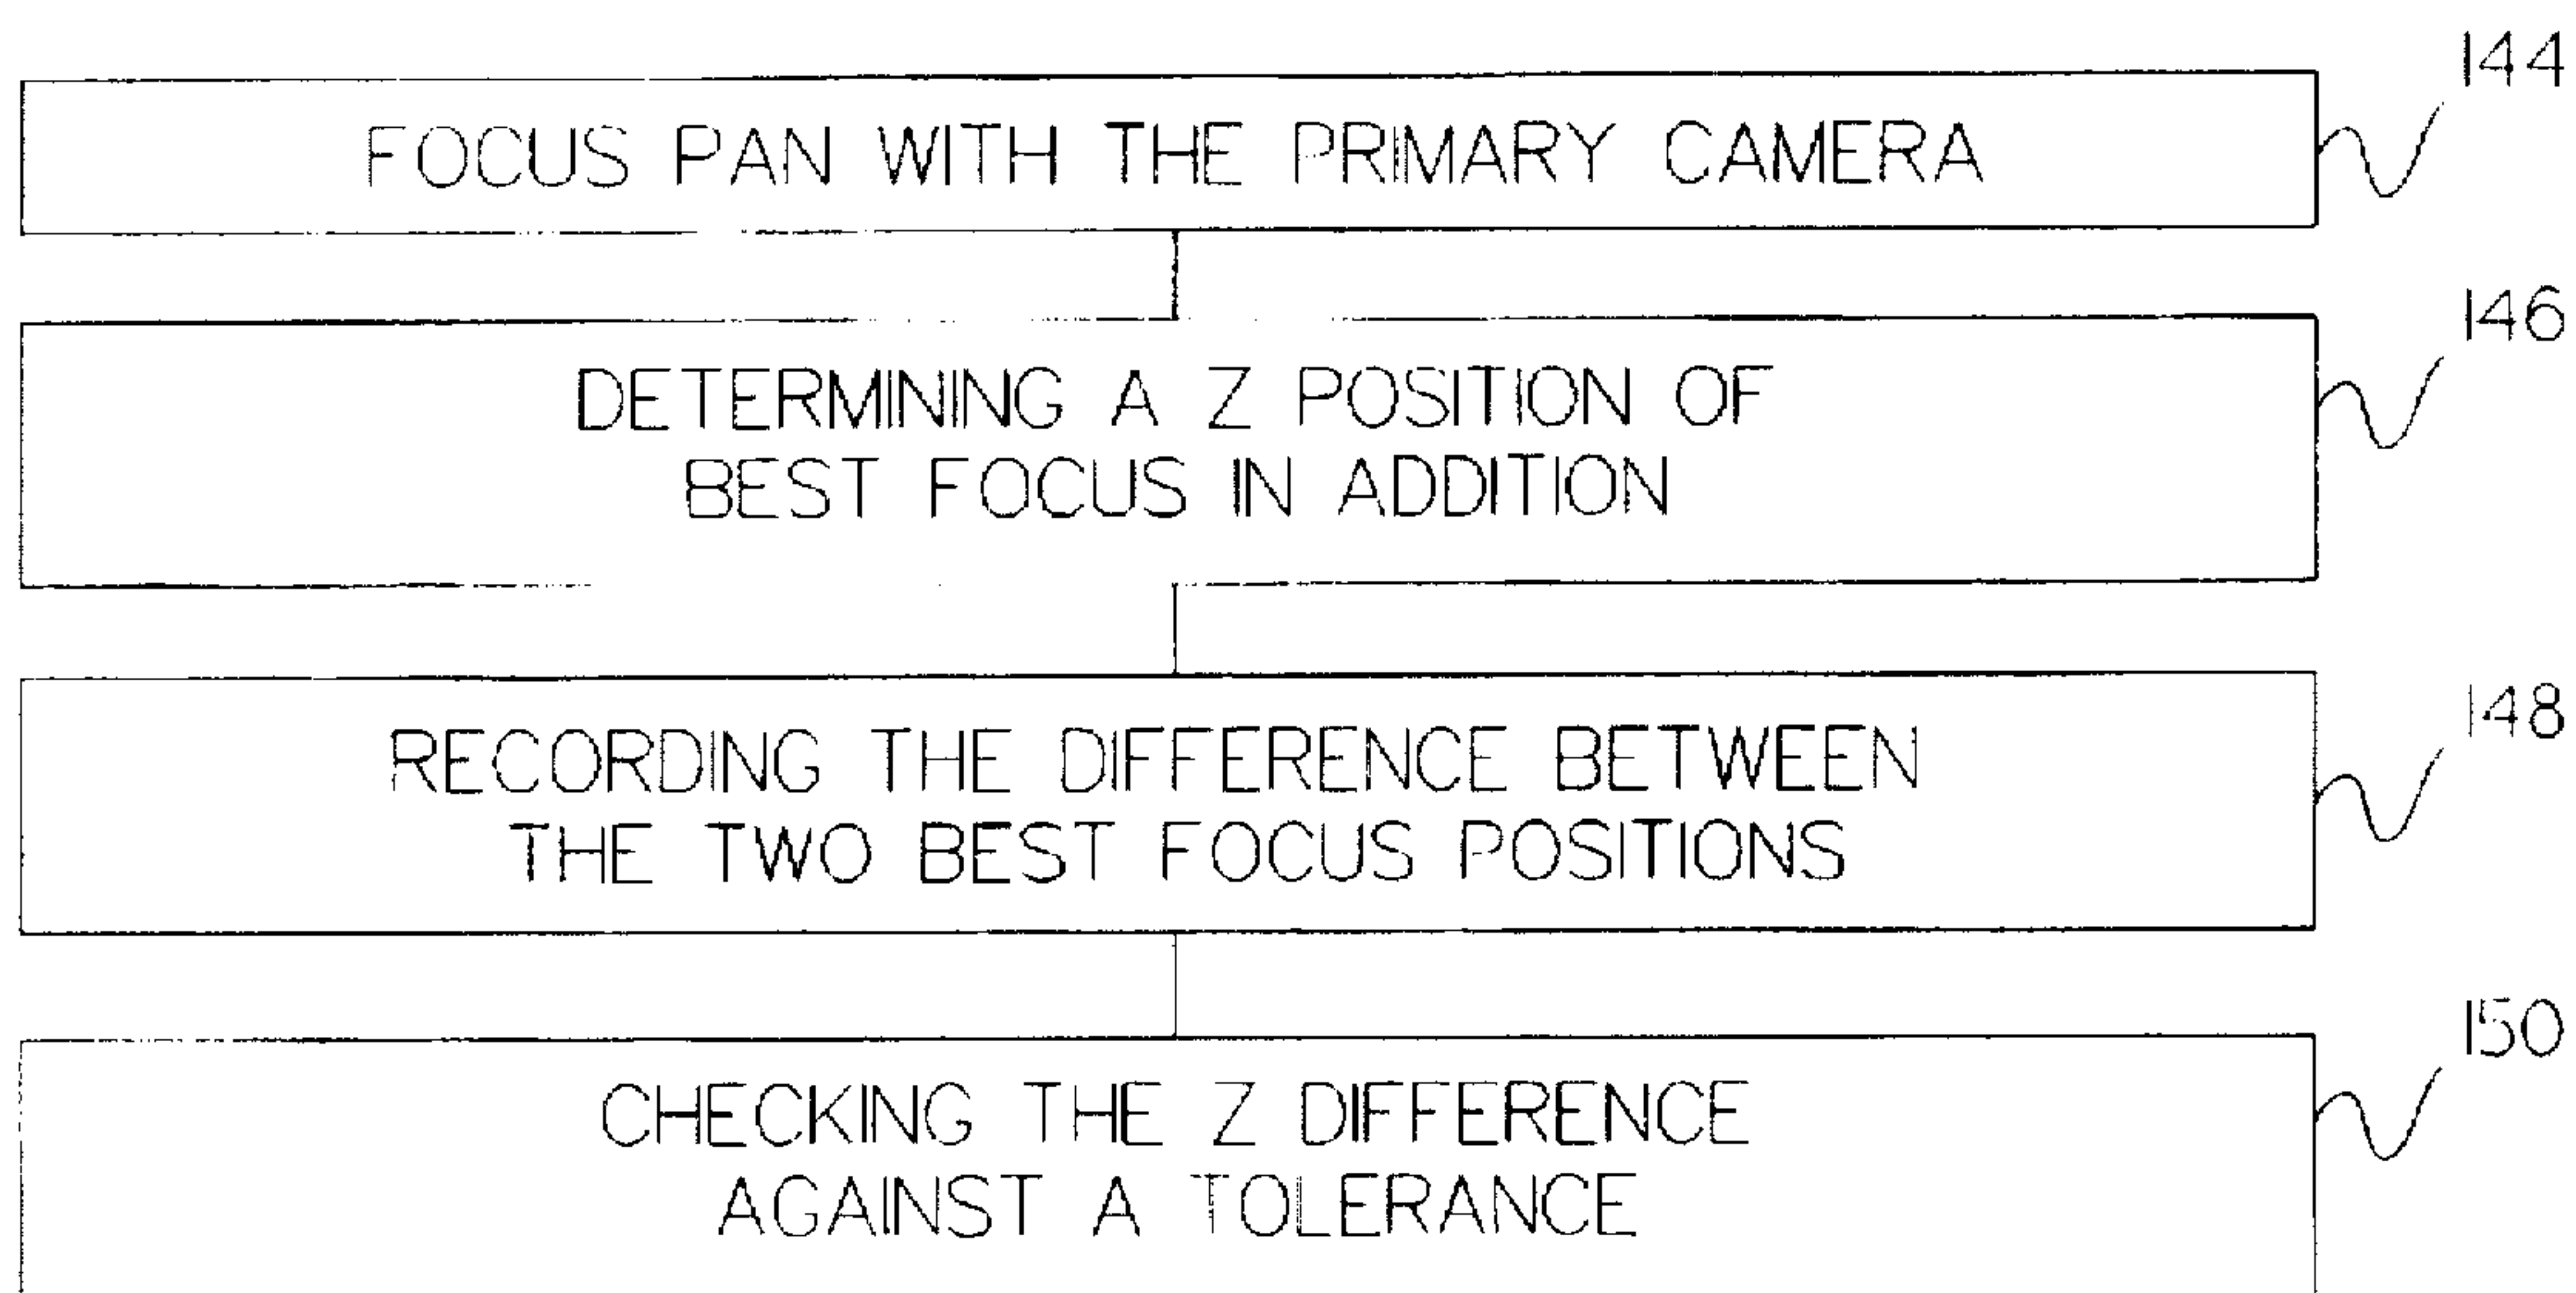 144
FOCUS PAN WITH THE PRIMARY CAMERA
146
DETERMINING A Z POSITION OF
BEST FOCUS IN ADDITION
148
RECORDING THE DIFFERENCE BETWEEN
THE TWO BEST FOCUS POSITIONS
150
CHECKING THE Z DIFFERENCE
AGAINST A TOLERANCE